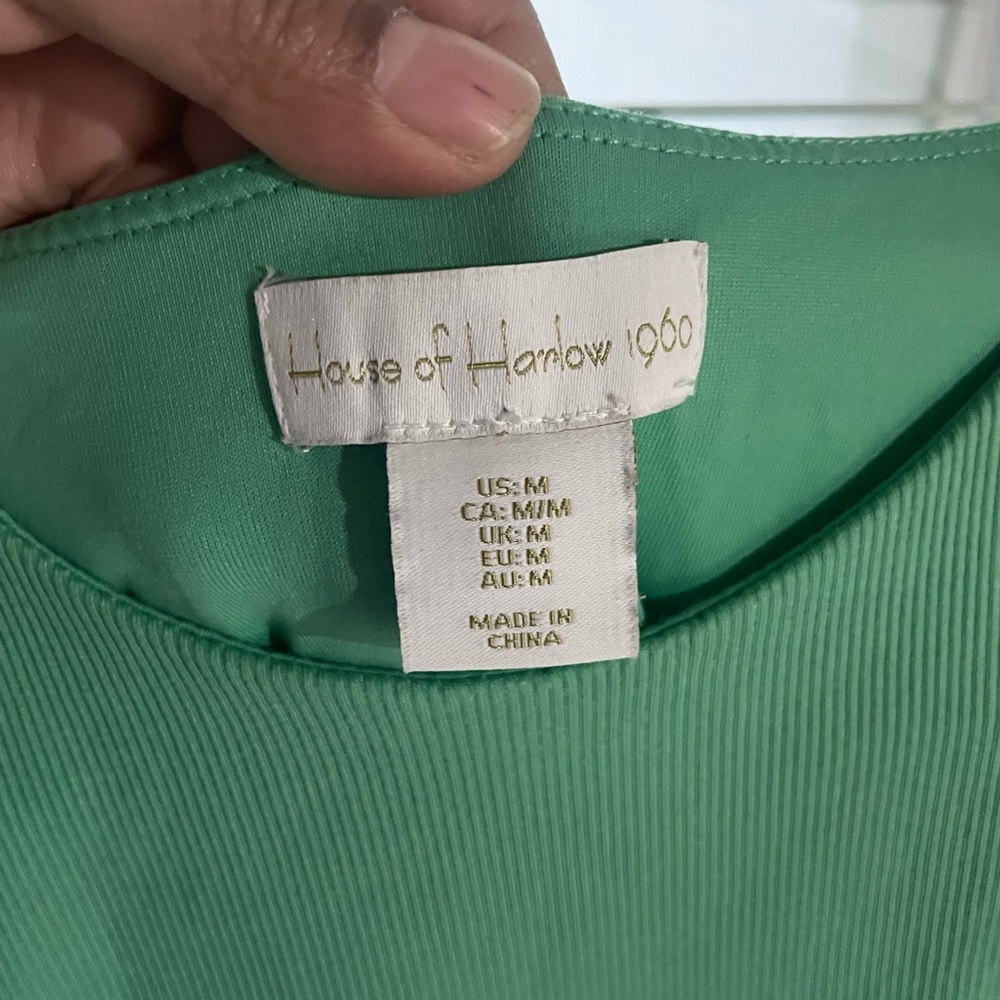 House of Harlow 1960
US: M
CA: M/M
UK: M
EU: M
AU: M
MADE IN
CHINA